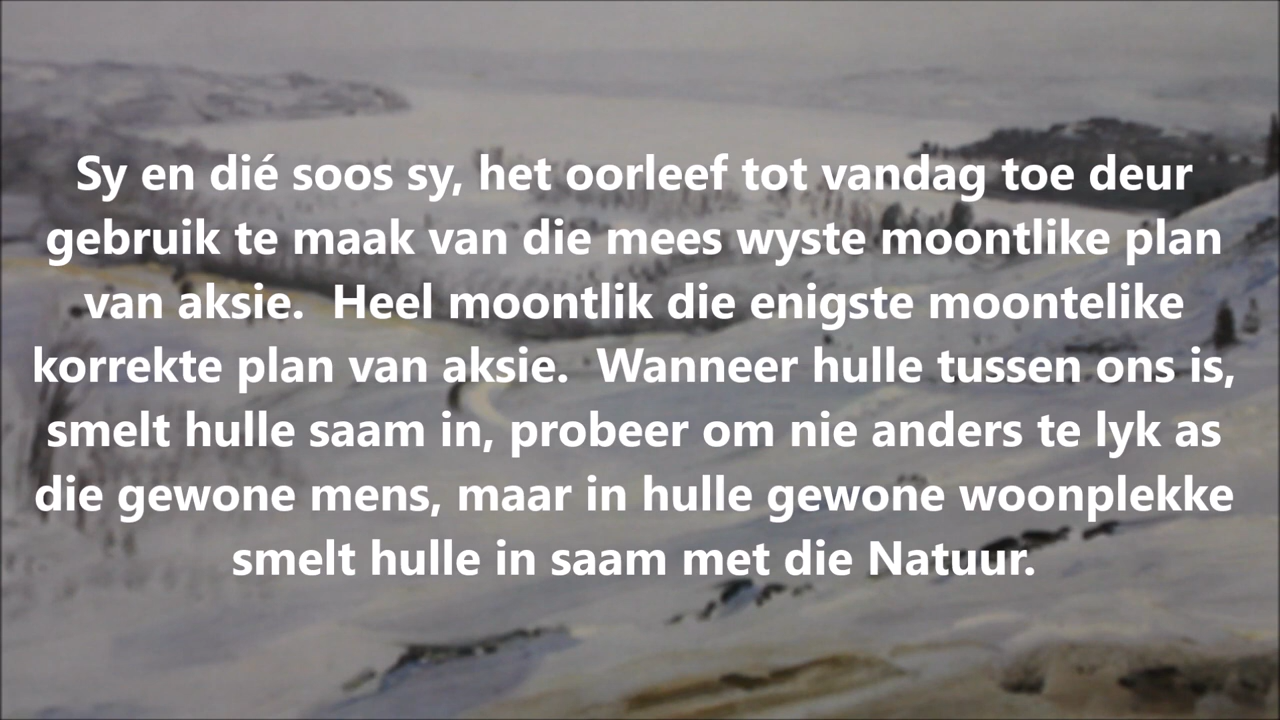 Sy en dié soos sy, het oorleef tot vandag toe deur
gebruik te maak van die mees wyste moontlike plan
van aksie.  Heel moontlik die enigste moontelike
korrekte plan van aksie.  Wanneer hulle tussen ons is,
smelt hulle saam in, probeer om nie anders te lyk as
die gewone mens, maar in hulle gewone woonplekke
smelt hulle in saam met die Natuur.